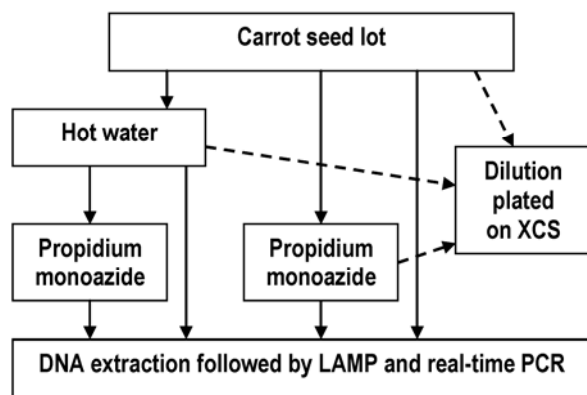 Carrot seed lot
Hot water
Dilution
plated
on XCS
Propidium
monoazide
Propidium
monoazide
DNA extraction followed by LAMP and real-time PCR